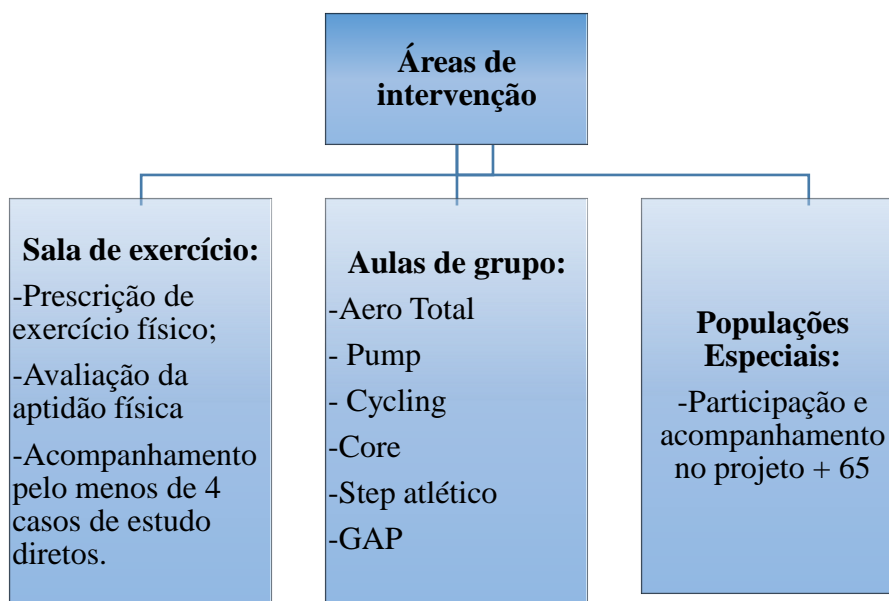 Áreas de
intervenção
Sala de exercício:
-Prescrição de
exercício físico;
-Avaliação da
aptidão física
-Acompanhamento
pelo menos de 4
casos de estudo
diretos.
Aulas de grupo:
-Aero Total
- Pump
- Cycling
-Core
-Step atlético
-GAP
Populações
Especiais:
-Participação e
acompanhamento
no projeto + 65